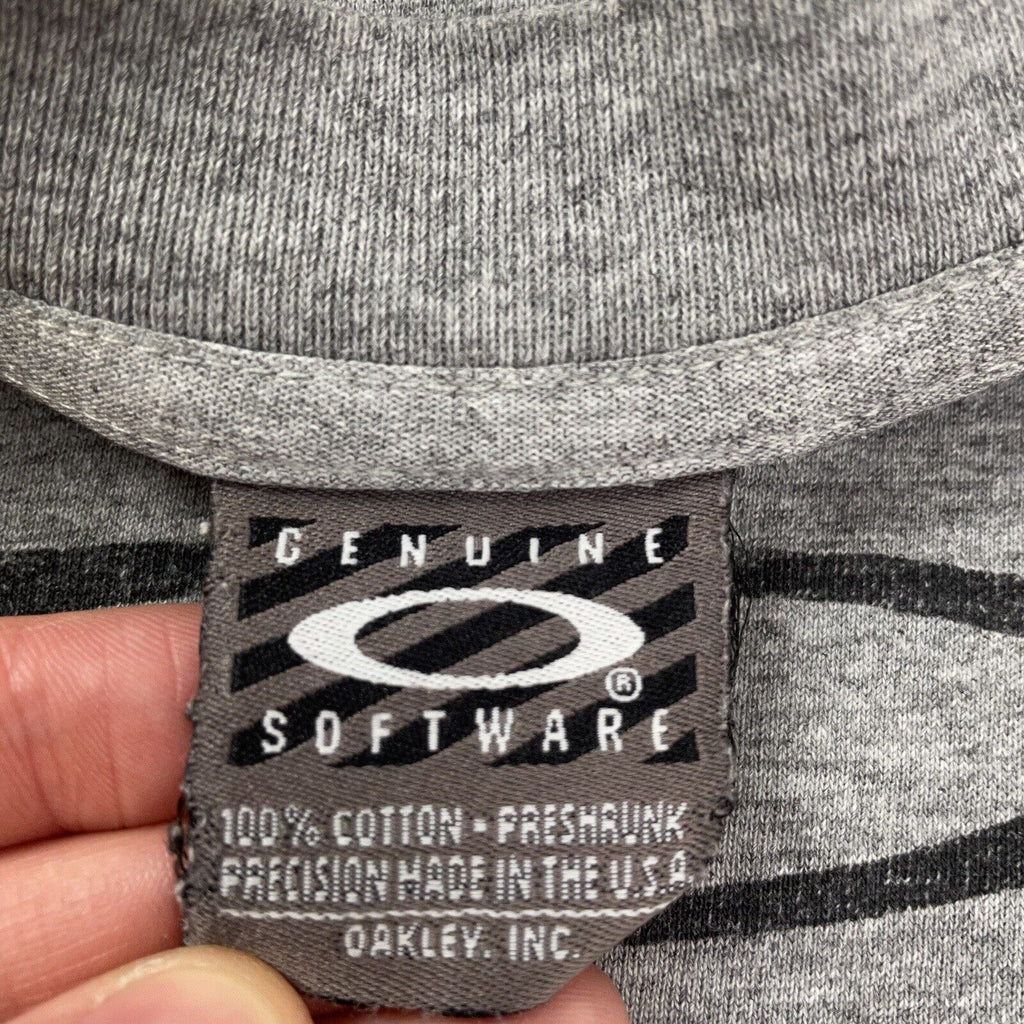 GENUINE
®
SOFTWARE
100% COTTON - PRESHRUNK
PRECISION MADE IN THE U.S.A.
OAKLEY, INC.